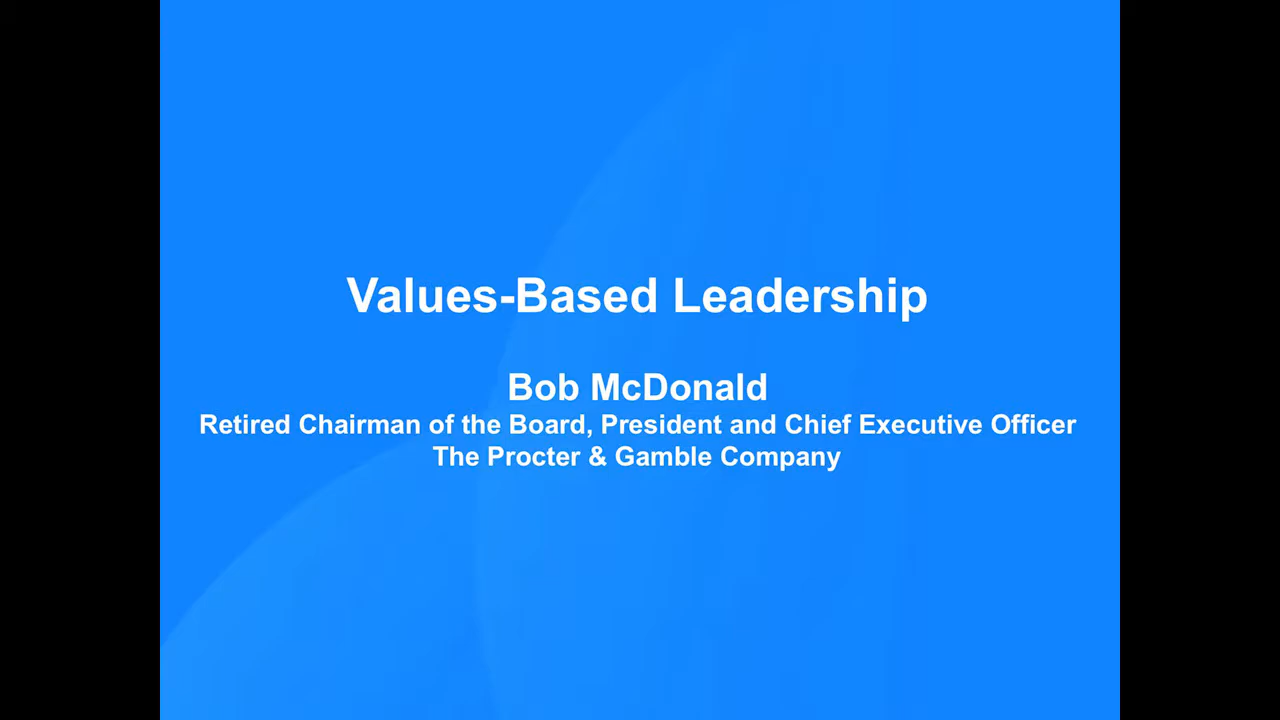 Values-Based Leadership
Bob McDonald
Retired Chairman of the Board, President and Chief Executive Officer
The Procter & Gamble Company